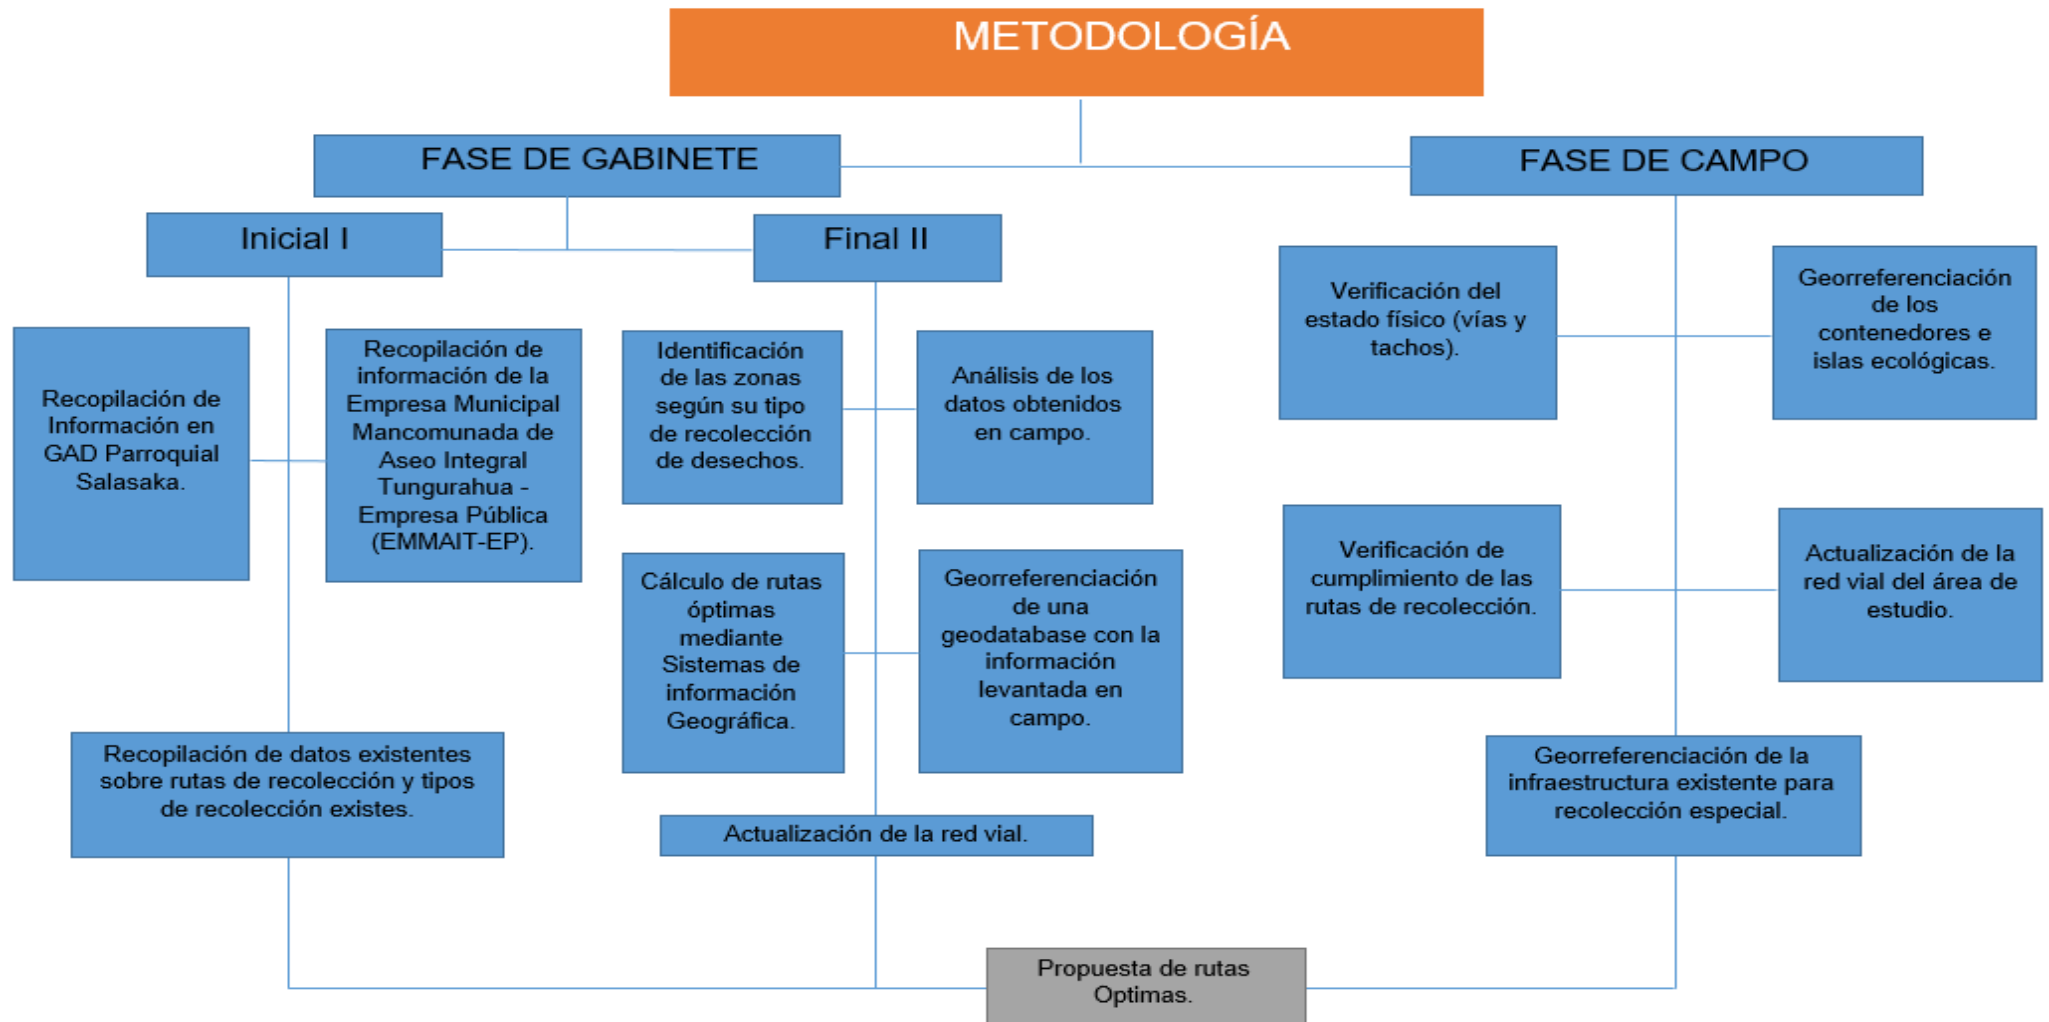 METODOLOGÍA
FASE DE GABINETE
FASE DE CAMPO
Inicial I
Final II
Recopilación de
Información en
GAD Parroquial
Salasaka.
Recopilación de
información de la
Empresa Municipal
Mancomunada de
Aseo Integral
Tungurahua -
Empresa Pública
(EMMAIT-EP).
Identificación
de las zonas
según su tipo
de recolección
de desechos.
Análisis de los
datos obtenidos
en campo.
Verificación del
estado físico (vías y
tachos).
Georreferenciación
de los
contenedores e
islas ecológicas.
Cálculo de rutas
óptimas
mediante
Sistemas de
información
Geográfica.
Georreferenciación
de una
geodatabase con la
información
levantada en
campo.
Verificación de
cumplimiento de las
rutas de recolección.
Actualización de la
red vial del área de
estudio.
Recopilación de datos existentes
sobre rutas de recolección y tipos
de recolección existes.
Actualización de la red vial.
Georreferenciación de la
infraestructura existente para
recolección especial.
Propuesta de rutas
Optimas.